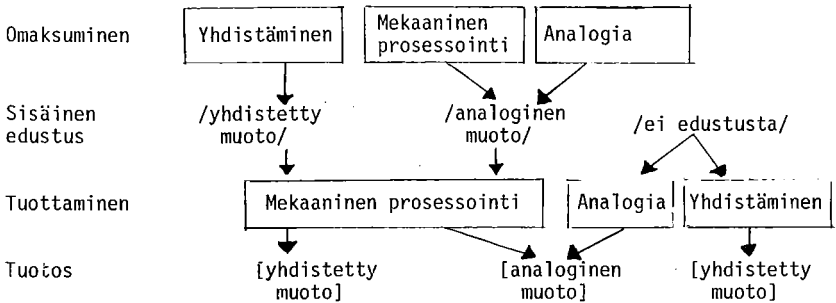 Omaksuminen
Yhdistäminen
Mekaaninen
prosessointi
Analogia
Sisäinen
edustus
/yhdistetty
muoto/
/analoginen
muoto/
/ei edustusta/
Tuottaminen
Mekaaninen prosessointi
Analogia
Yhdistäminen
Tuotos
[yhdistetty
muoto]
[analoginen
muoto]
[yhdistetty
muoto]